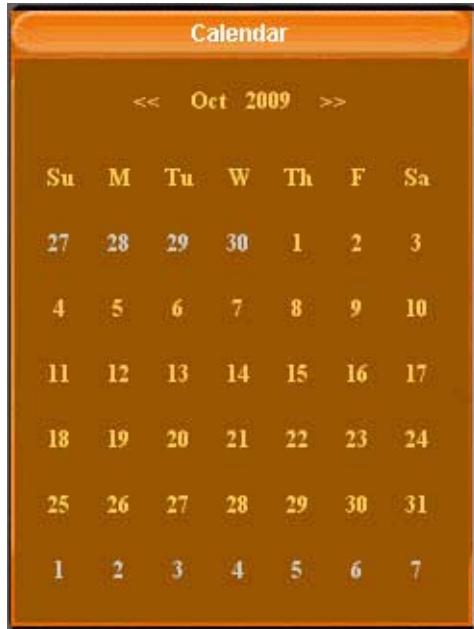 Calendar
<< Oct 2009 >>
Su M Tu W Th F Sa
27 28 29 30 1 2 3
4 5 6 7 8 9 10
11 12 13 14 15 16 17
18 19 20 21 22 23 24
25 26 27 28 29 30 31
1 2 3 4 5 6 7